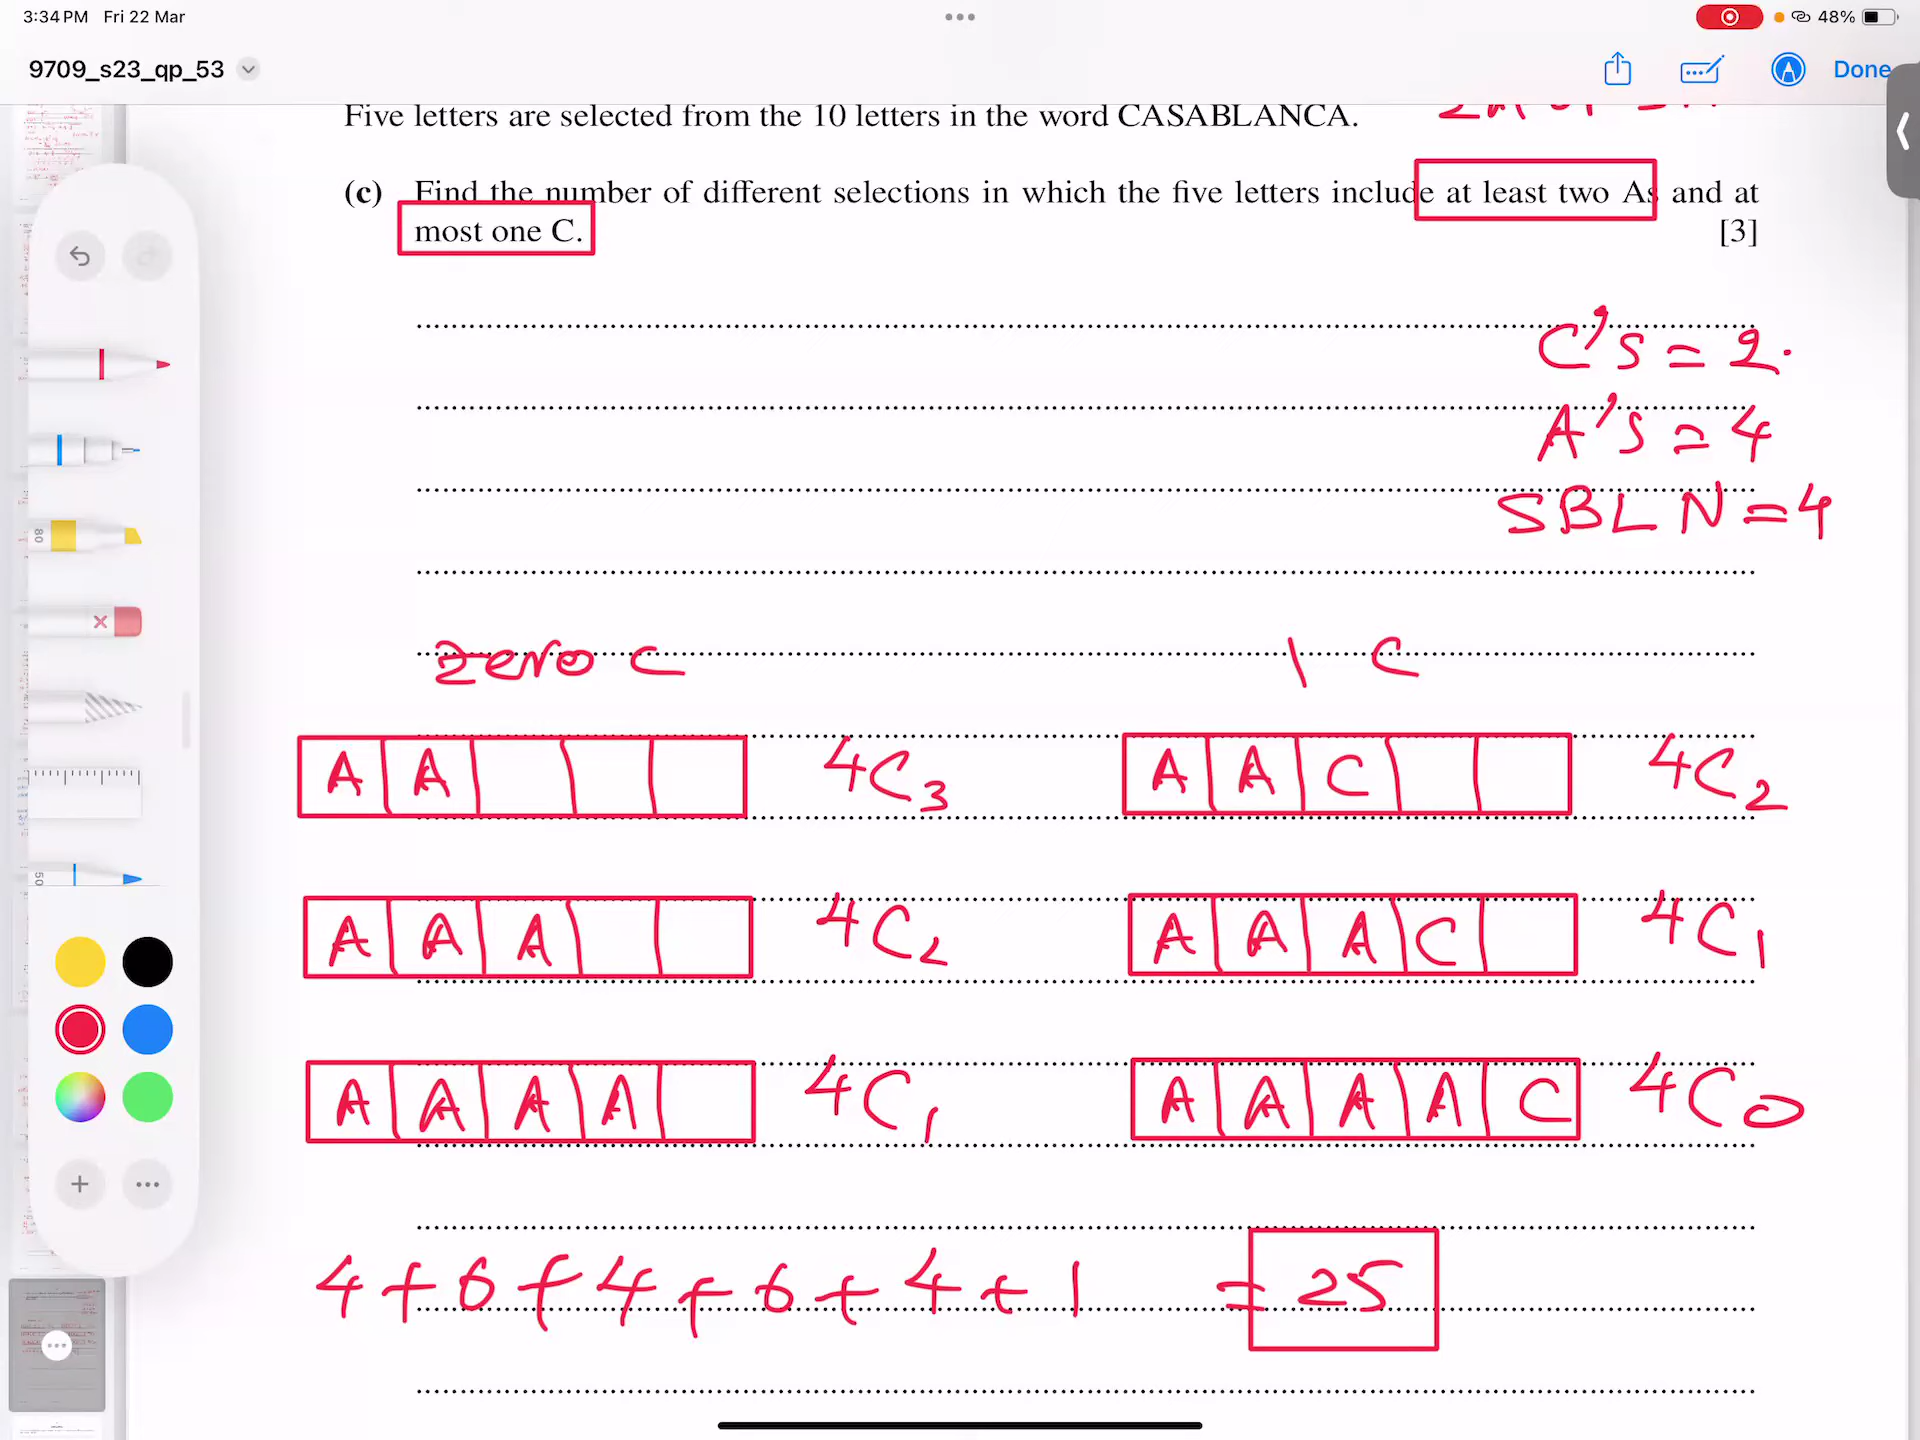 3:34 PM Fri 22 Mar
48%
9709_s23_qp_53
Done
Five letters are selected from the 10 letters in the word CASABLANCA.
(c) Find the number of different selections in which the five letters include at least two As and at
most one C. [3]
C's = 2.
A's = 4
SBLN = 4
zero C 1 C
A A 4C3 A A C 4C2
A A A 4C2 A A A C 4C1
A A A A 4C1 A A A A C 4C0
4 + 6 + 4 + 6 + 4 + 1 = 25
80
50